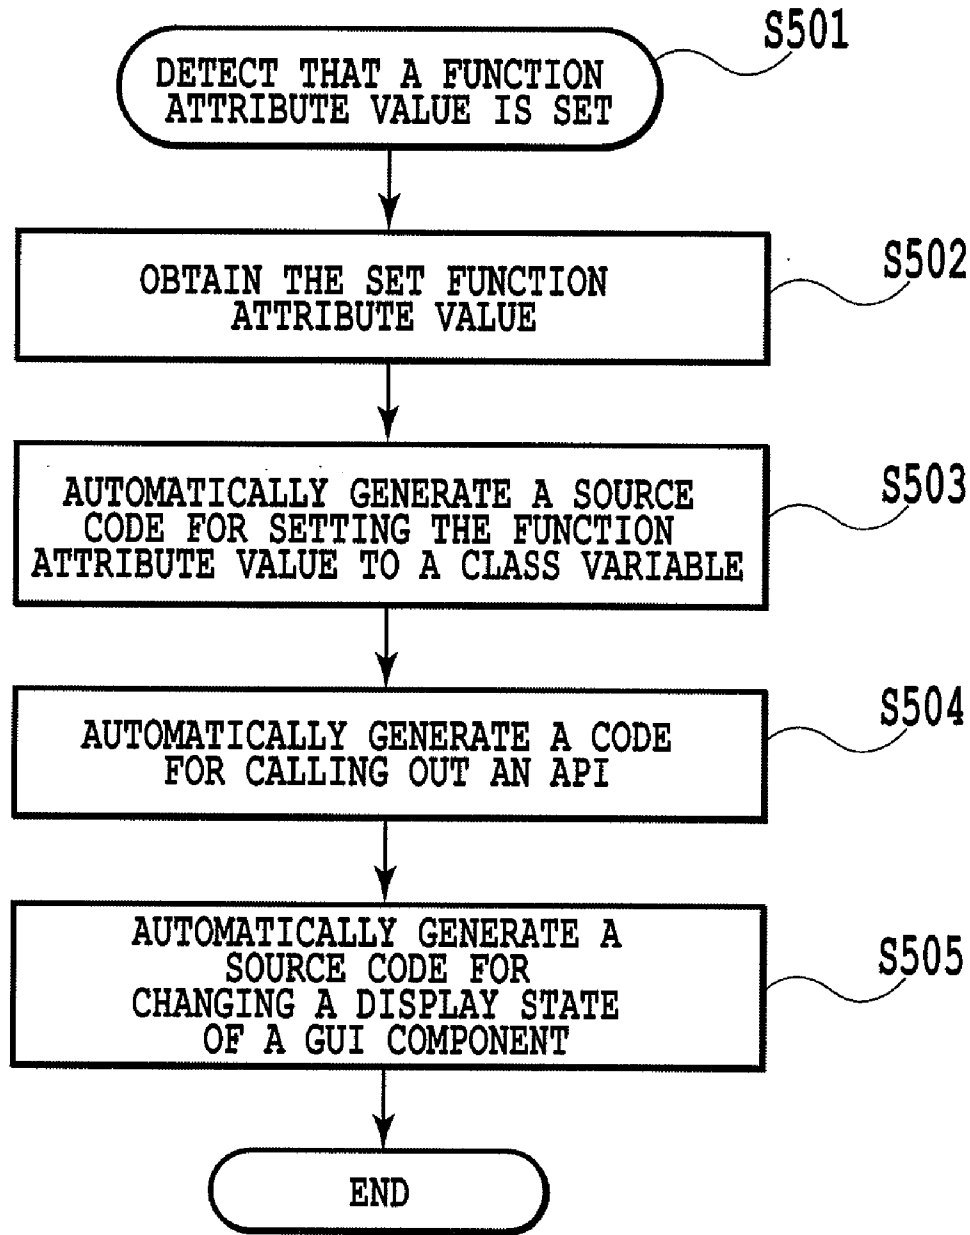 S501
DETECT THAT A FUNCTION
ATTRIBUTE VALUE IS SET
S502
OBTAIN THE SET FUNCTION
ATTRIBUTE VALUE
S503
AUTOMATICALLY GENERATE A SOURCE
CODE FOR SETTING THE FUNCTION
ATTRIBUTE VALUE TO A CLASS VARIABLE
S504
AUTOMATICALLY GENERATE A CODE
FOR CALLING OUT AN API
S505
AUTOMATICALLY GENERATE A
SOURCE CODE FOR
CHANGING A DISPLAY STATE
OF A GUI COMPONENT
END